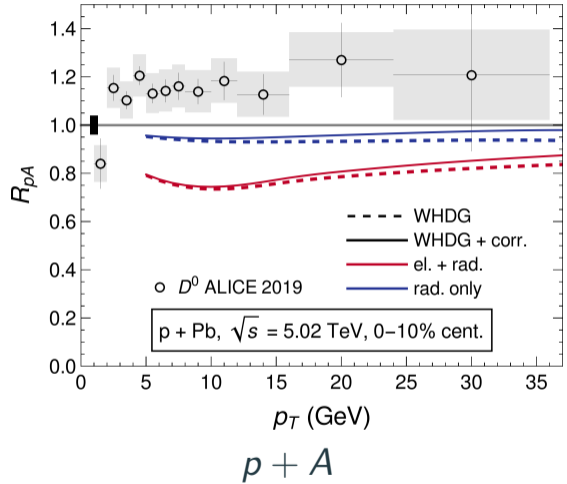 1.4
1.2
1.0
0.8
0.6
0.4
0.2
0.0
R_pA
WHDG
WHDG + corr.
el. + rad.
rad. only
D⁰ ALICE 2019
p + Pb, √s = 5.02 TeV, 0−10% cent.
0 5 10 15 20 25 30 35
p_T (GeV)
p + A